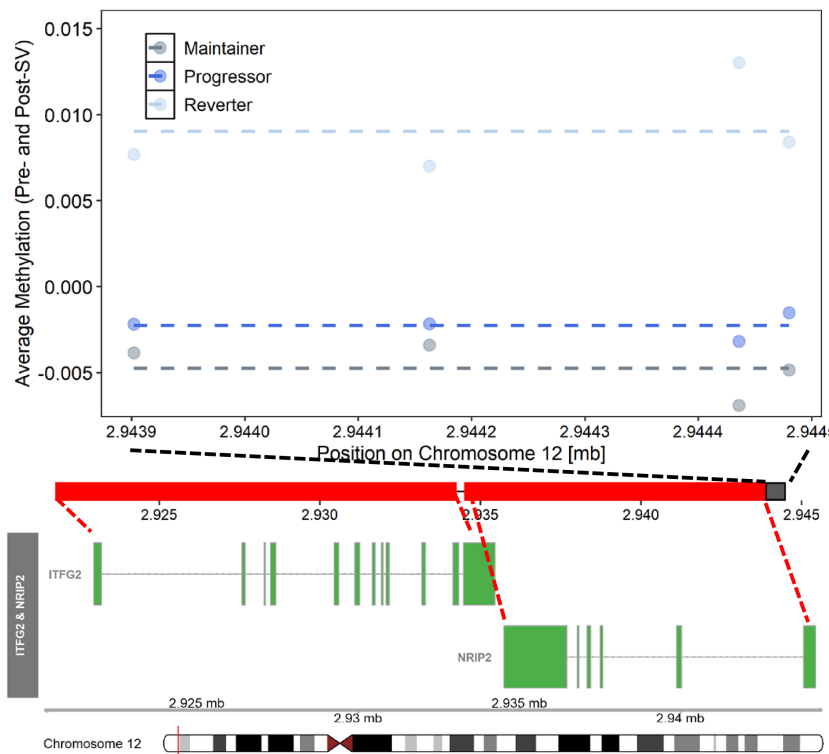 Average Methylation (Pre- and Post-SV)
0.015
0.010
0.005
0.000
-0.005
Maintainer
Progressor
Reverter
2.9439 2.9440 2.9441 2.9442 2.9443 2.9444 2.9445
Position on Chromosome 12 [mb]
2.925 2.930 2.935 2.940 2.945
ITFG2 & NRIP2
ITFG2
NRIP2
2.925 mb 2.935 mb
2.93 mb 2.94 mb
Chromosome 12